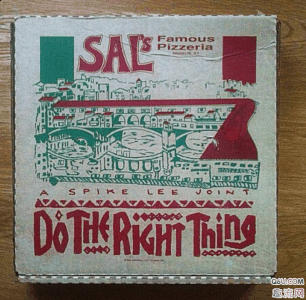 SAL'S Famous
Pizzeria
A SPIKE LEE JOINT
DO THE RIGHT THING